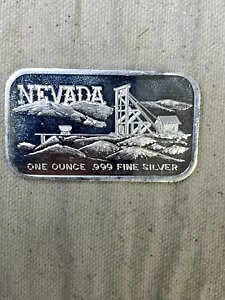 NEVADA
ONE OUNCE .999 FINE SILVER